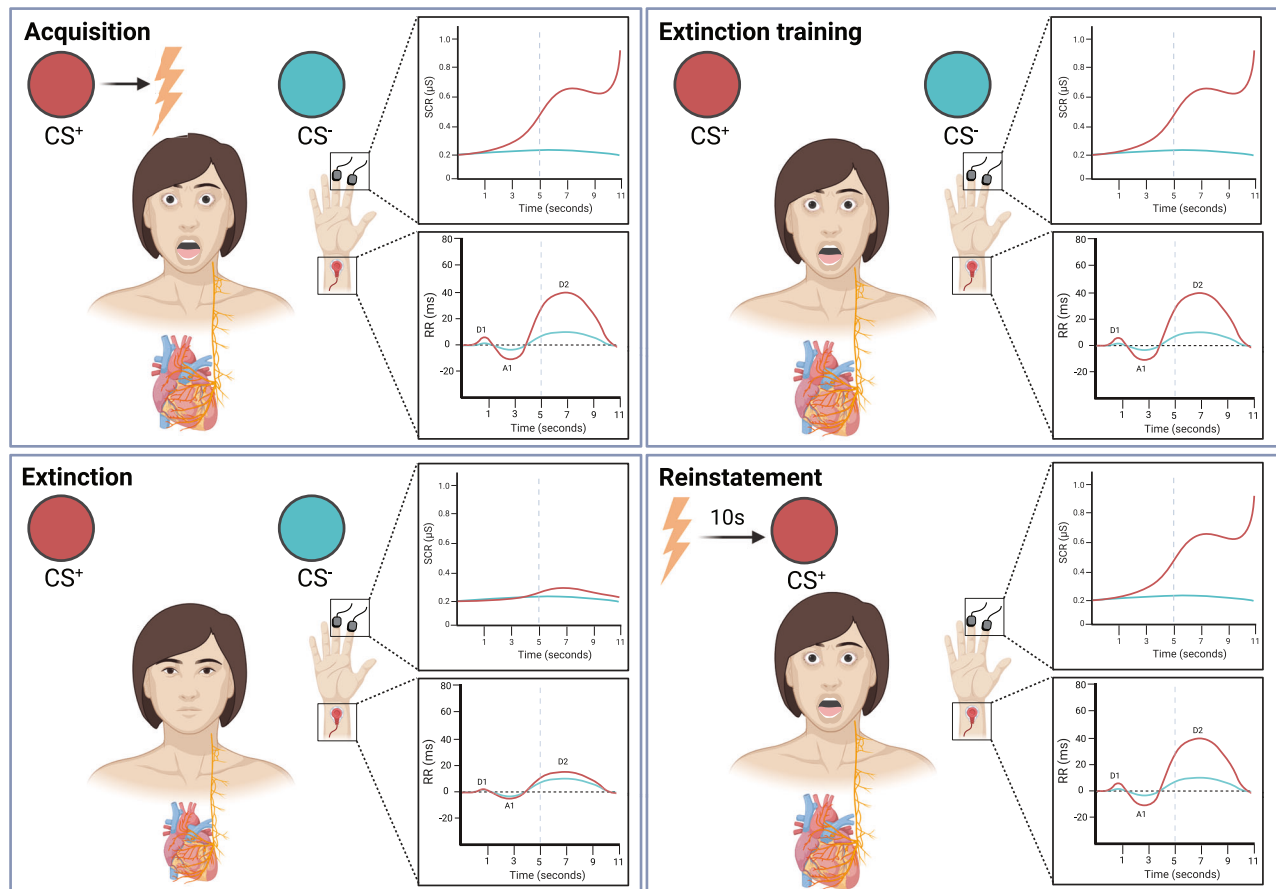 Acquisition
CS⁺
CS⁻
SCR (µS)
1.0
0.8
0.6
0.4
0.2
0
1 3 5 7 9 11
Time (seconds)
RR (ms)
80
60
40
20
0
-20
D1
A1
D2
1 3 5 7 9 11
Time (seconds)
Extinction training
CS⁺
CS⁻
SCR (µS)
1.0
0.8
0.6
0.4
0.2
0
1 3 5 7 9 11
Time (seconds)
RR (ms)
80
60
40
20
0
-20
D1
A1
D2
1 3 5 7 9 11
Time (seconds)
Extinction
CS⁺
CS⁻
SCR (µS)
1.0
0.8
0.6
0.4
0.2
0
1 3 5 7 9 11
Time (seconds)
RR (ms)
80
60
40
20
0
-20
D1
A1
D2
1 3 5 7 9 11
Time (seconds)
Reinstatement
10s
CS⁺
SCR (µS)
1.0
0.8
0.6
0.4
0.2
0
1 3 5 7 9 11
Time (seconds)
RR (ms)
80
60
40
20
0
-20
D1
A1
D2
1 3 5 7 9 11
Time (seconds)